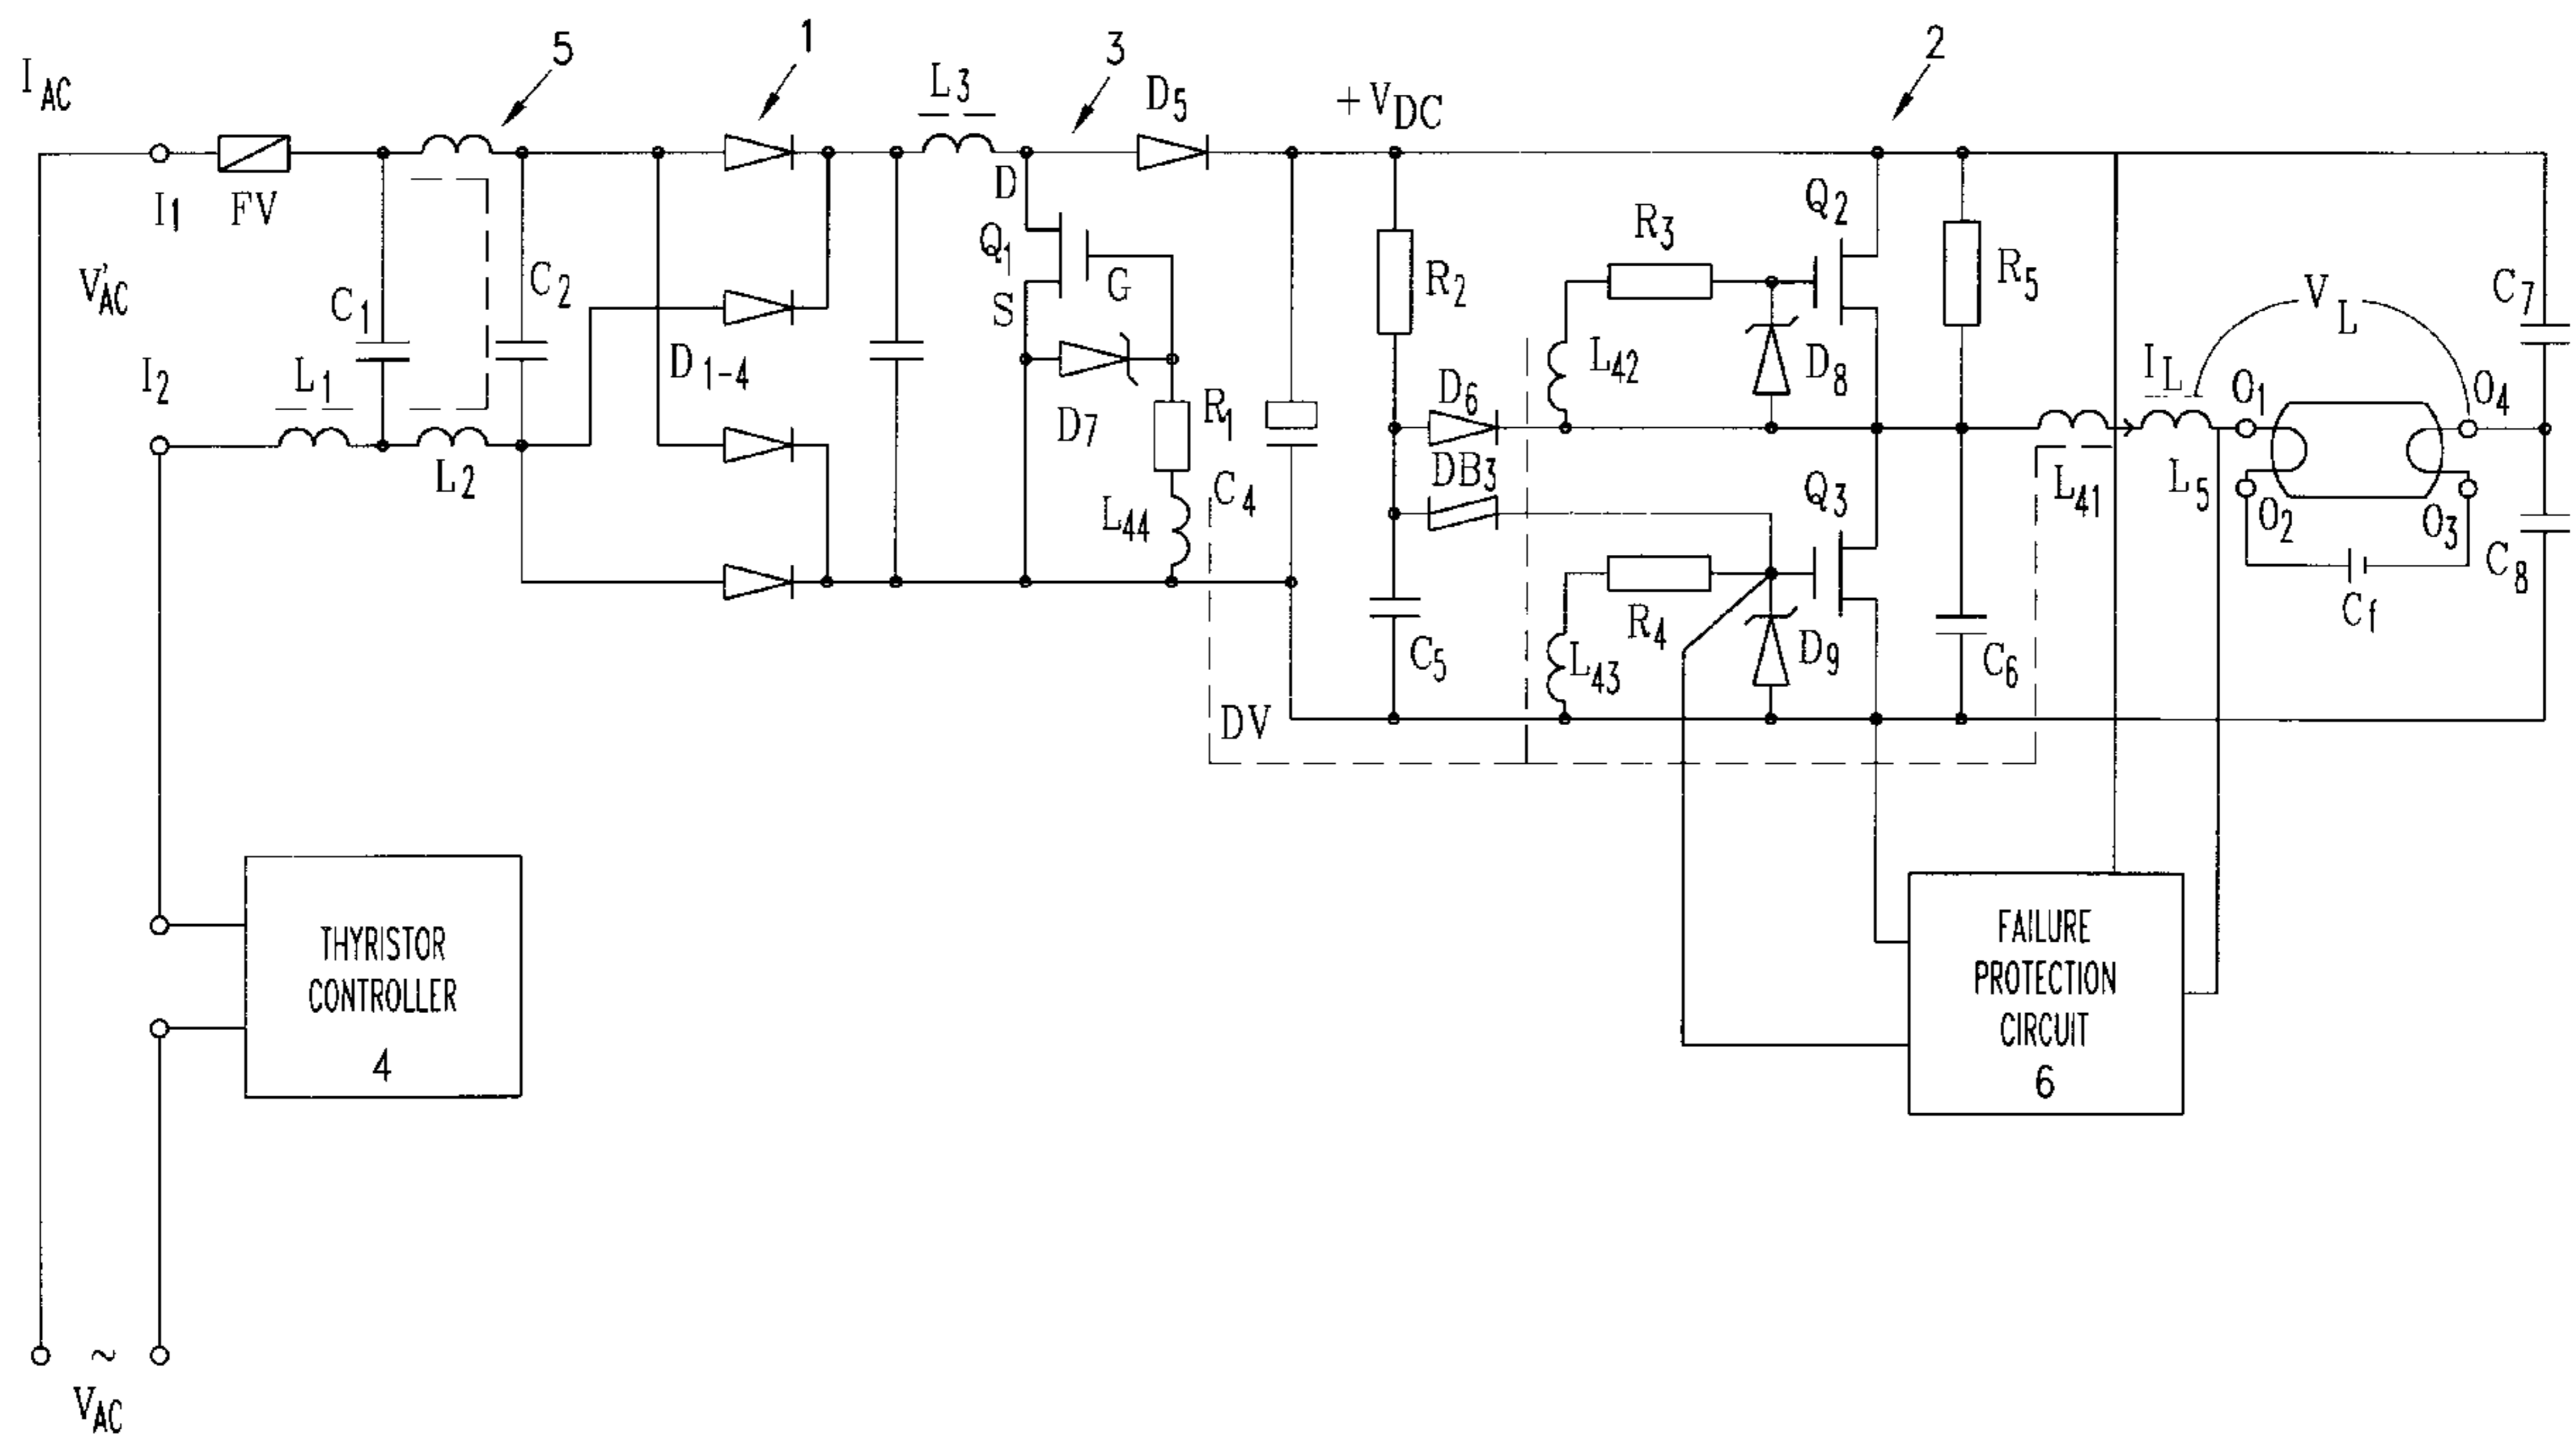 I AC
5
1
3
2
L3
D5
+ VDC
I1
FV
D
Q1
G
S
Q2
R3
R2
R5
V'AC
C1
C2
L42
D8
VL
C7
I2
L1
D1-4
D7
R1
D6
IL
O1
O4
L2
L44
C4
DB3
Q3
L41
L5
O2
O3
C8
R4
Cf
C5
L43
D9
C6
DV
THYRISTOR
CONTROLLER
4
FAILURE
PROTECTION
CIRCUIT
6
~
VAC